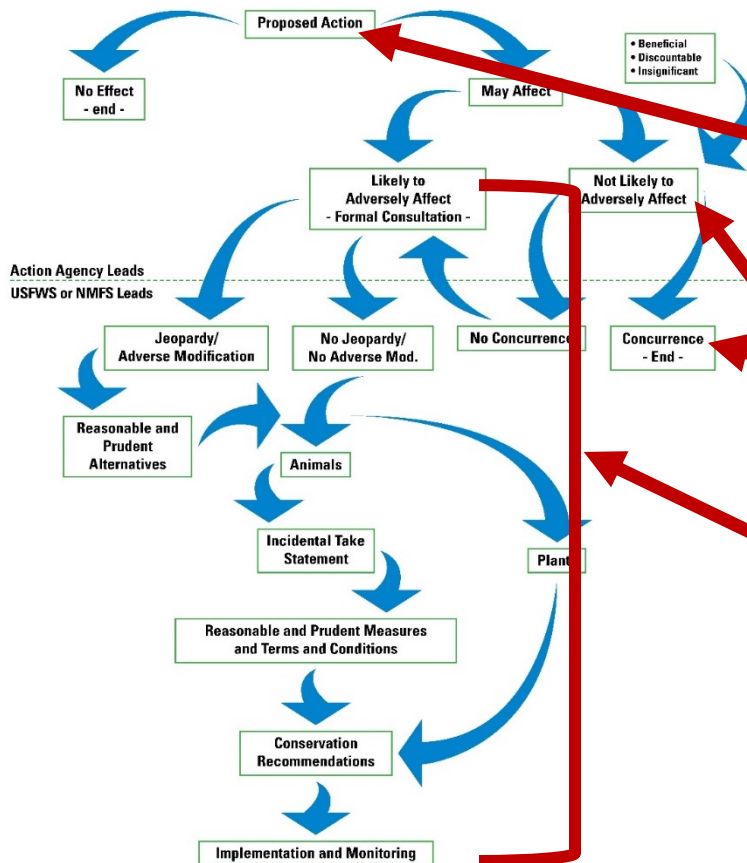 Proposed Action
• Beneficial
• Discountable
• Insignificant
No Effect
- end -
May Affect
Likely to
Adversely Affect
- Formal Consultation -
Not Likely to
Adversely Affect
Action Agency Leads
USFWS or NMFS Leads
Jeopardy/
Adverse Modification
No Jeopardy/
No Adverse Mod.
No Concurrence
Concurrence
- End -
Reasonable and
Prudent
Alternatives
Animals
Incidental Take
Statement
Plant
Reasonable and Prudent Measures
and Terms and Conditions
Conservation
Recommendations
Implementation and Monitoring